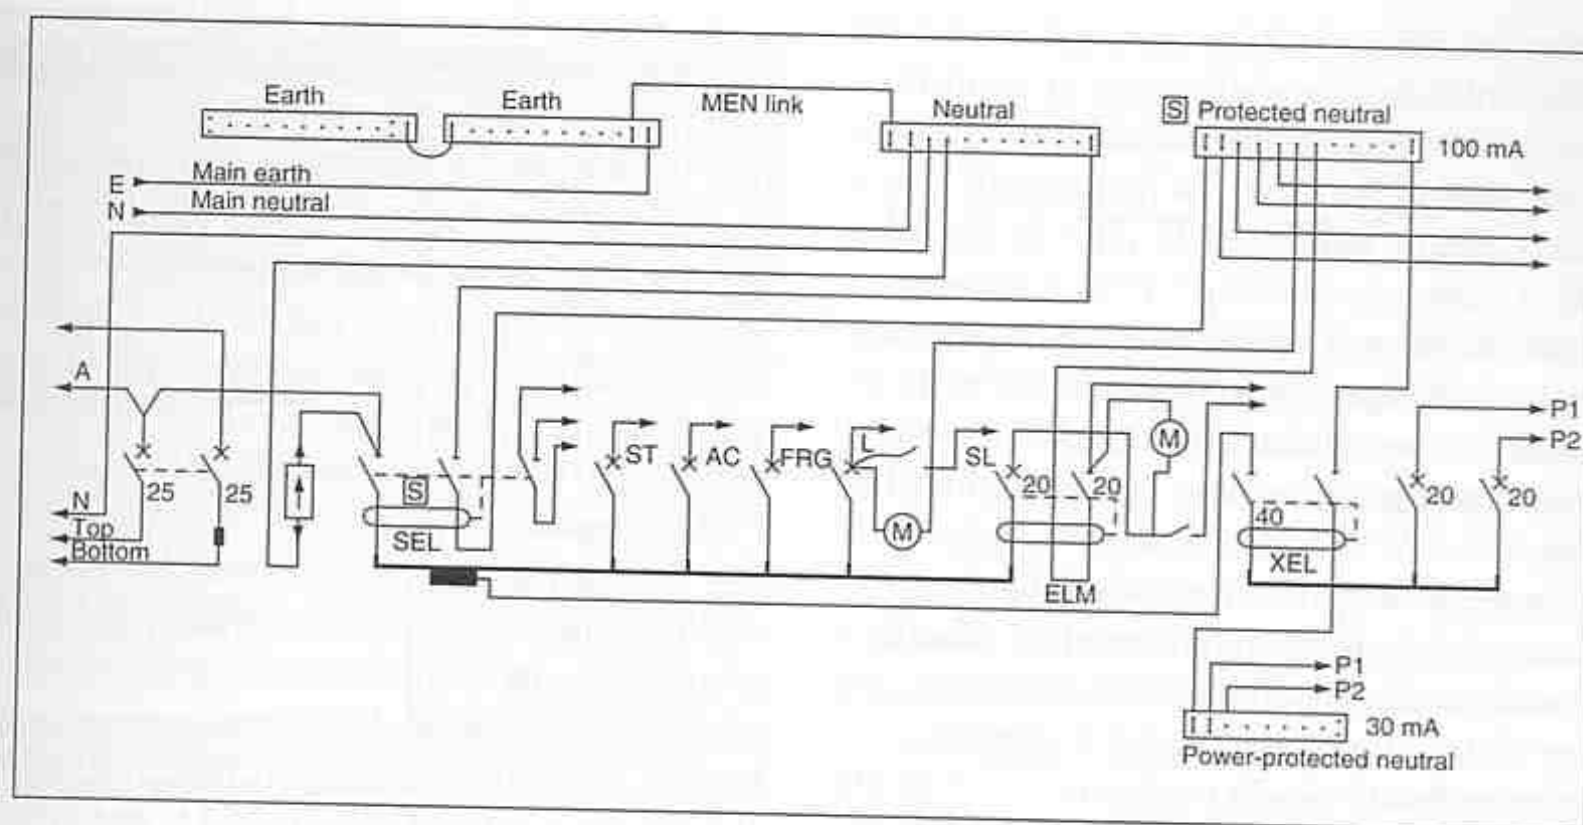 Earth
Earth
MEN link
Neutral
S Protected neutral
100 mA
E Main earth
N Main neutral
A
P1
P2
ST
AC
FRG
L
SL
M
25
25
S
20
20
20
20
N
Top
Bottom
SEL
M
40
XEL
ELM
P1
P2
30 mA
Power-protected neutral